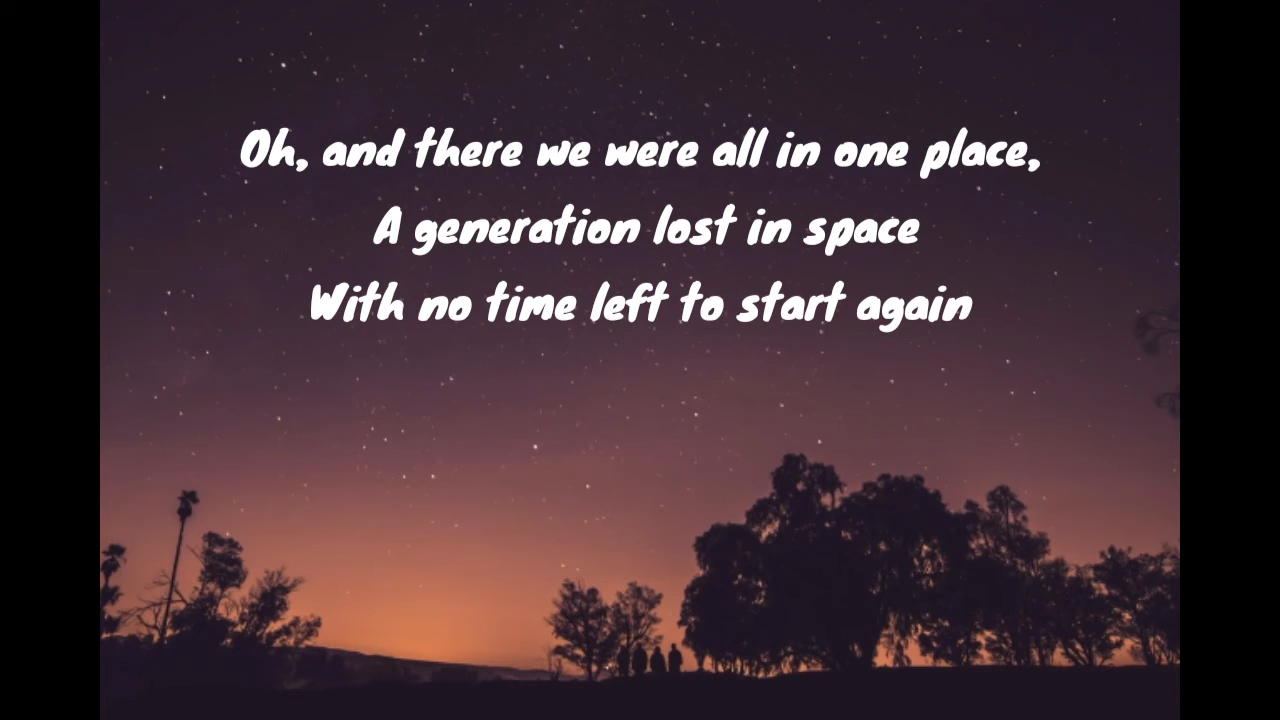 Oh, and there we were all in one place,
A generation lost in space
With no time left to start again